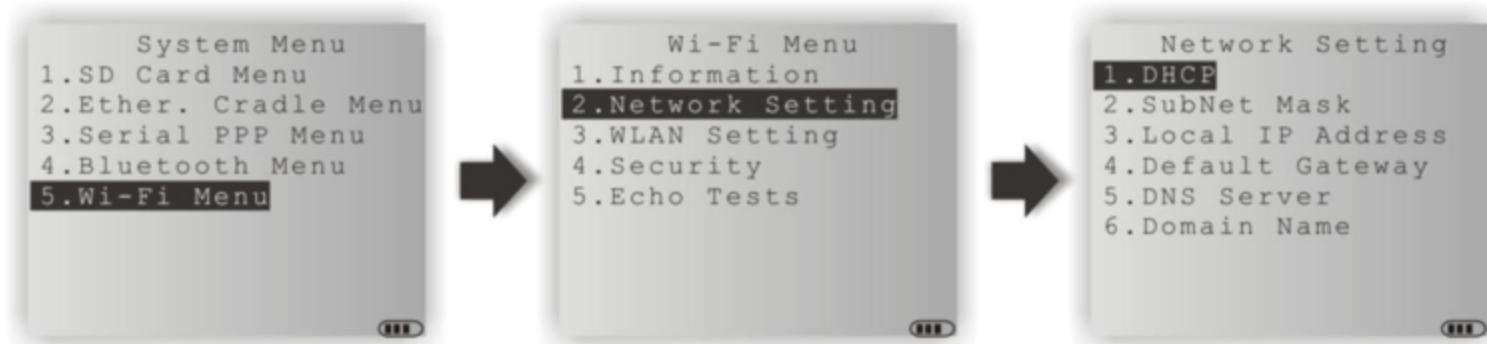 System Menu
1.SD Card Menu
2.Ether. Cradle Menu
3.Serial PPP Menu
4.Bluetooth Menu
5.Wi-Fi Menu
Wi-Fi Menu
1.Information
2.Network Setting
3.WLAN Setting
4.Security
5.Echo Tests
Network Setting
1.DHCP
2.SubNet Mask
3.Local IP Address
4.Default Gateway
5.DNS Server
6.Domain Name